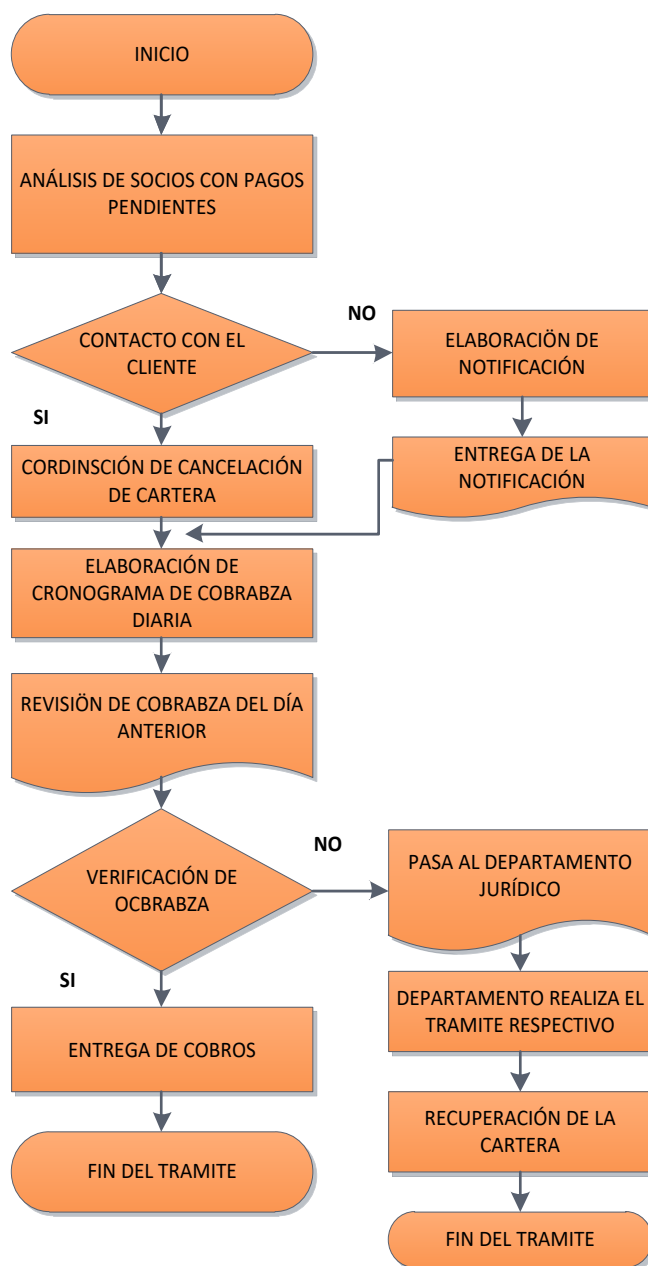 INICIO
ANÁLISIS DE SOCIOS CON PAGOS
PENDIENTES
CONTACTO CON EL
CLIENTE
NO
ELABORACIÖN DE
NOTIFICACIÓN
SI
CORDINSCIÓN DE CANCELACIÓN
DE CARTERA
ENTREGA DE LA
NOTIFICACIÓN
ELABORACIÓN DE
CRONOGRAMA DE COBRABZA
DIARIA
REVISIÖN DE COBRABZA DEL DÍA
ANTERIOR
VERIFICACIÓN DE
OCBRABZA
NO
PASA AL DEPARTAMENTO
JURÍDICO
SI
ENTREGA DE COBROS
DEPARTAMENTO REALIZA EL
TRAMITE RESPECTIVO
FIN DEL TRAMITE
RECUPERACIÓN DE LA
CARTERA
FIN DEL TRAMITE